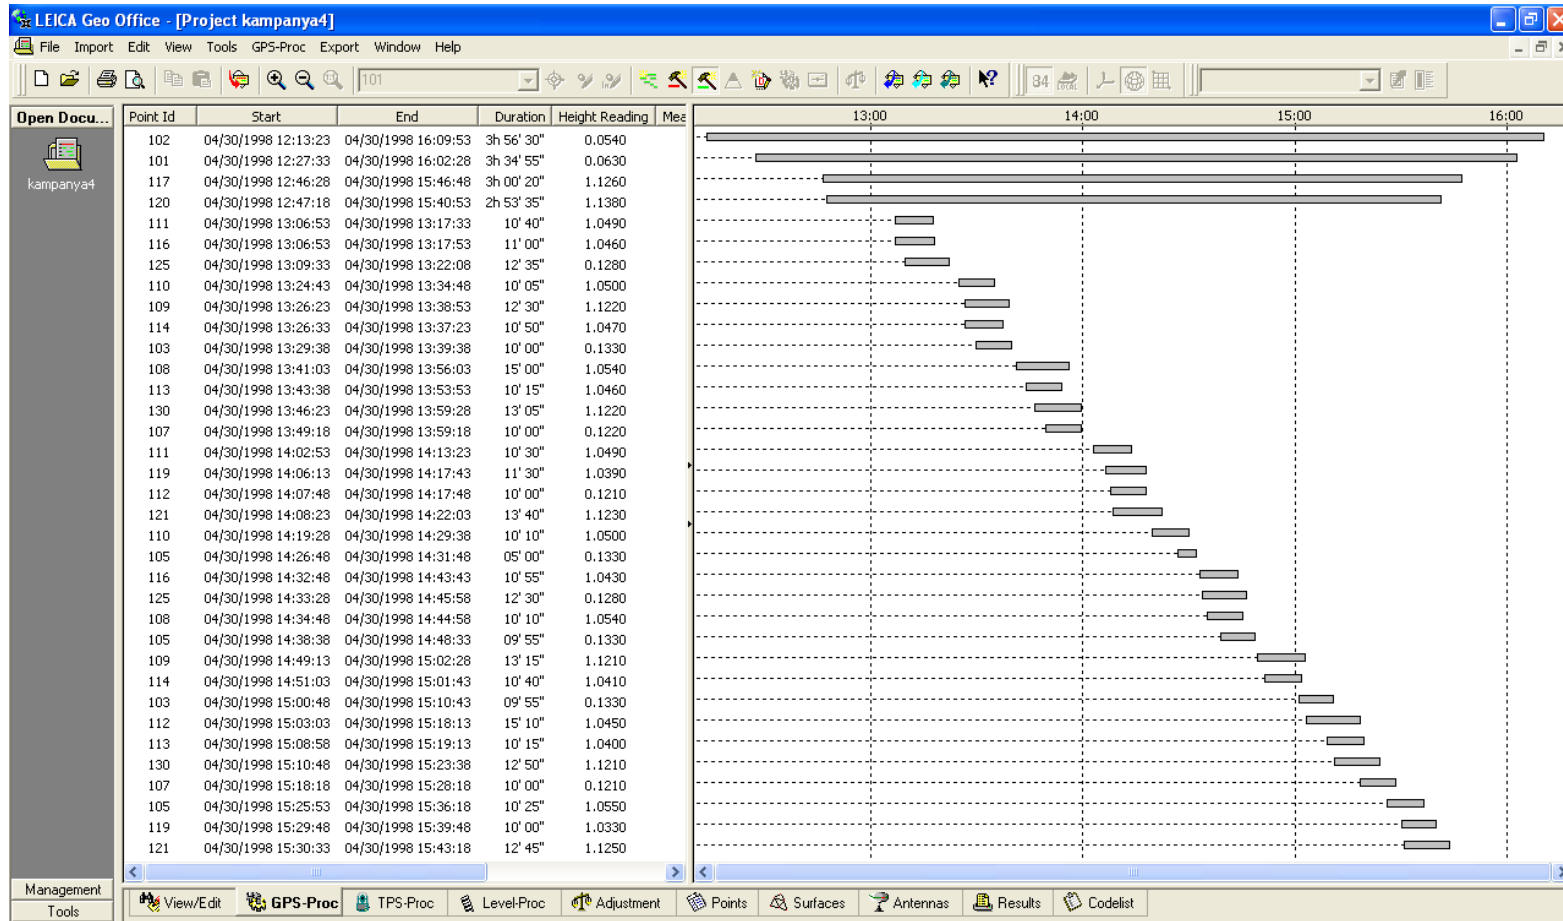 LEICA Geo Office - [Project kampanya4]
File Import Edit View Tools GPS-Proc Export Window Help
101 84 LOCAL
Open Docu... Point Id Start End Duration Height Reading Mea 13:00 14:00 15:00 16:00
kampanya4
102 04/30/1998 12:13:23 04/30/1998 16:09:53 3h 56' 30" 0.0540
101 04/30/1998 12:27:33 04/30/1998 16:02:28 3h 34' 55" 0.0630
117 04/30/1998 12:46:28 04/30/1998 15:46:48 3h 00' 20" 1.1260
120 04/30/1998 12:47:18 04/30/1998 15:40:53 2h 53' 35" 1.1380
111 04/30/1998 13:06:53 04/30/1998 13:17:33 10' 40" 1.0490
116 04/30/1998 13:06:53 04/30/1998 13:17:53 11' 00" 1.0460
125 04/30/1998 13:09:33 04/30/1998 13:22:08 12' 35" 0.1280
110 04/30/1998 13:24:43 04/30/1998 13:34:48 10' 05" 1.0500
109 04/30/1998 13:26:23 04/30/1998 13:38:53 12' 30" 1.1220
114 04/30/1998 13:26:33 04/30/1998 13:37:23 10' 50" 1.0470
103 04/30/1998 13:29:38 04/30/1998 13:39:38 10' 00" 0.1330
108 04/30/1998 13:41:03 04/30/1998 13:56:03 15' 00" 1.0540
113 04/30/1998 13:43:38 04/30/1998 13:53:53 10' 15" 1.0460
130 04/30/1998 13:46:23 04/30/1998 13:59:28 13' 05" 1.1220
107 04/30/1998 13:49:18 04/30/1998 13:59:18 10' 00" 0.1220
111 04/30/1998 14:02:53 04/30/1998 14:13:23 10' 30" 1.0490
119 04/30/1998 14:06:13 04/30/1998 14:17:43 11' 30" 1.0390
112 04/30/1998 14:07:48 04/30/1998 14:17:48 10' 00" 0.1210
121 04/30/1998 14:08:23 04/30/1998 14:22:03 13' 40" 1.1230
110 04/30/1998 14:19:28 04/30/1998 14:29:38 10' 10" 1.0500
105 04/30/1998 14:26:48 04/30/1998 14:31:48 05' 00" 0.1330
116 04/30/1998 14:32:48 04/30/1998 14:43:43 10' 55" 1.0430
125 04/30/1998 14:33:28 04/30/1998 14:45:58 12' 30" 0.1280
108 04/30/1998 14:34:48 04/30/1998 14:44:58 10' 10" 1.0540
105 04/30/1998 14:38:38 04/30/1998 14:48:33 09' 55" 0.1330
109 04/30/1998 14:49:13 04/30/1998 15:02:28 13' 15" 1.1210
114 04/30/1998 14:51:03 04/30/1998 15:01:43 10' 40" 1.0410
103 04/30/1998 15:00:48 04/30/1998 15:10:43 09' 55" 0.1330
112 04/30/1998 15:03:03 04/30/1998 15:18:13 15' 10" 1.0450
113 04/30/1998 15:08:58 04/30/1998 15:19:13 10' 15" 1.0400
130 04/30/1998 15:10:48 04/30/1998 15:23:38 12' 50" 1.1210
107 04/30/1998 15:18:18 04/30/1998 15:28:18 10' 00" 0.1210
105 04/30/1998 15:25:53 04/30/1998 15:36:18 10' 25" 1.0550
119 04/30/1998 15:29:48 04/30/1998 15:39:48 10' 00" 1.0330
121 04/30/1998 15:30:33 04/30/1998 15:43:18 12' 45" 1.1250
Management
Tools
View/Edit GPS-Proc TPS-Proc Level-Proc Adjustment Points Surfaces Antennas Results Codelist